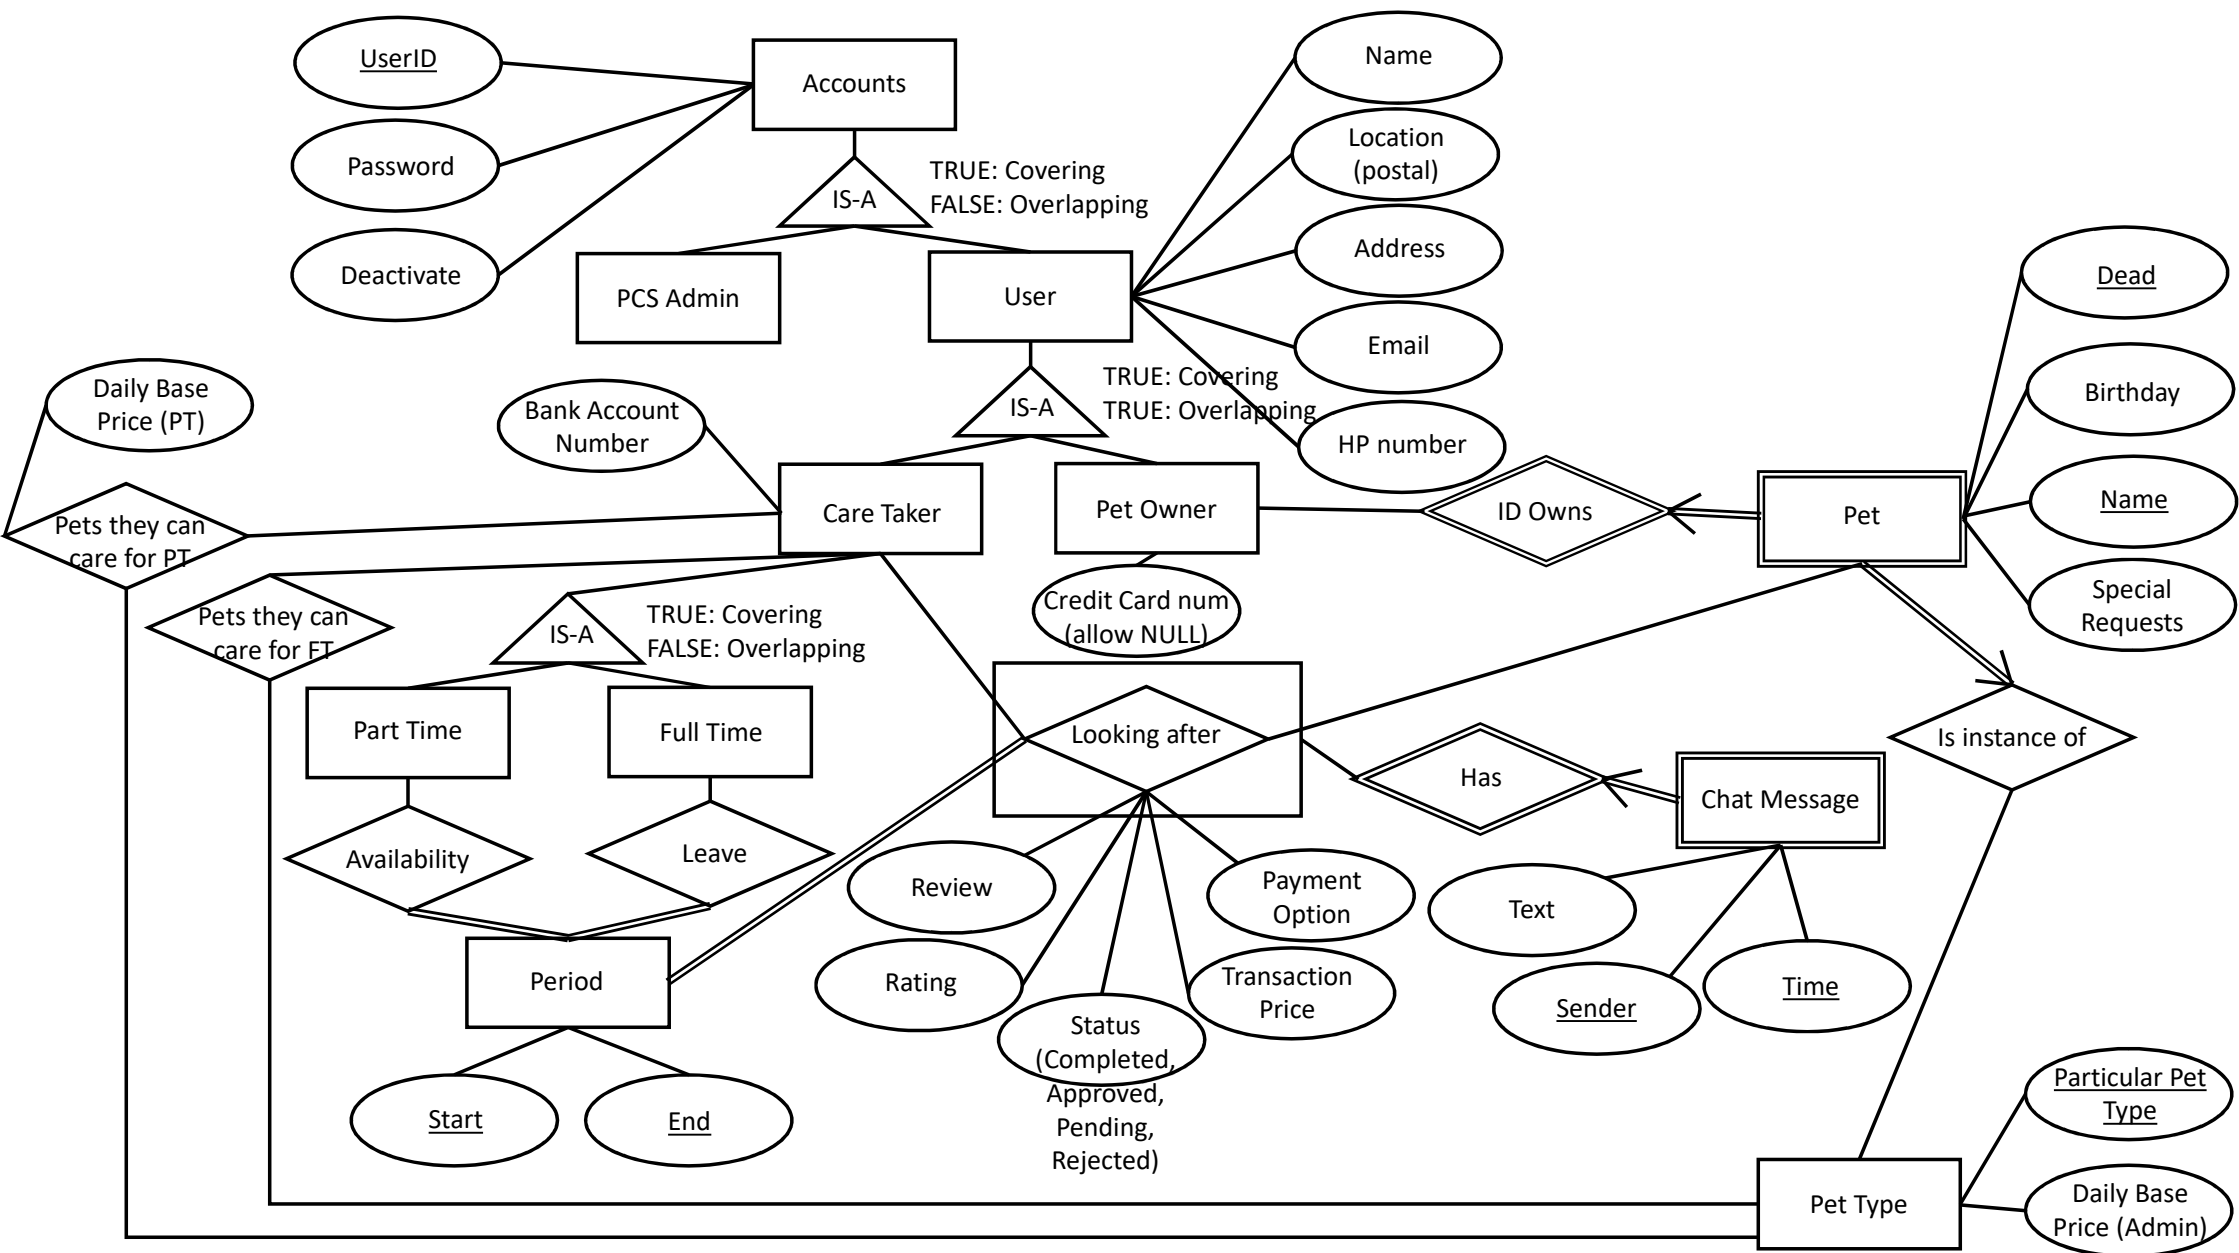 UserID
Accounts
Name
Password
TRUE: Covering
FALSE: Overlapping
IS-A
Location
(postal)
Deactivate
PCS Admin
User
Address
Email
Dead
Birthday
Daily Base
Price (PT)
Bank Account
Number
IS-A
TRUE: Covering
TRUE: Overlapping
HP number
Pets they can
care for PT
Care Taker
Pet Owner
ID Owns
Pet
Name
Special
Requests
Pets they can
care for FT
IS-A
TRUE: Covering
FALSE: Overlapping
Credit Card num
(allow NULL)
Part Time
Full Time
Looking after
Has
Chat Message
Is instance of
Availability
Leave
Review
Payment
Option
Text
Period
Rating
Status
(Completed,
Approved,
Pending,
Rejected)
Transaction
Price
Sender
Time
Start
End
Particular Pet
Type
Pet Type
Daily Base
Price (Admin)